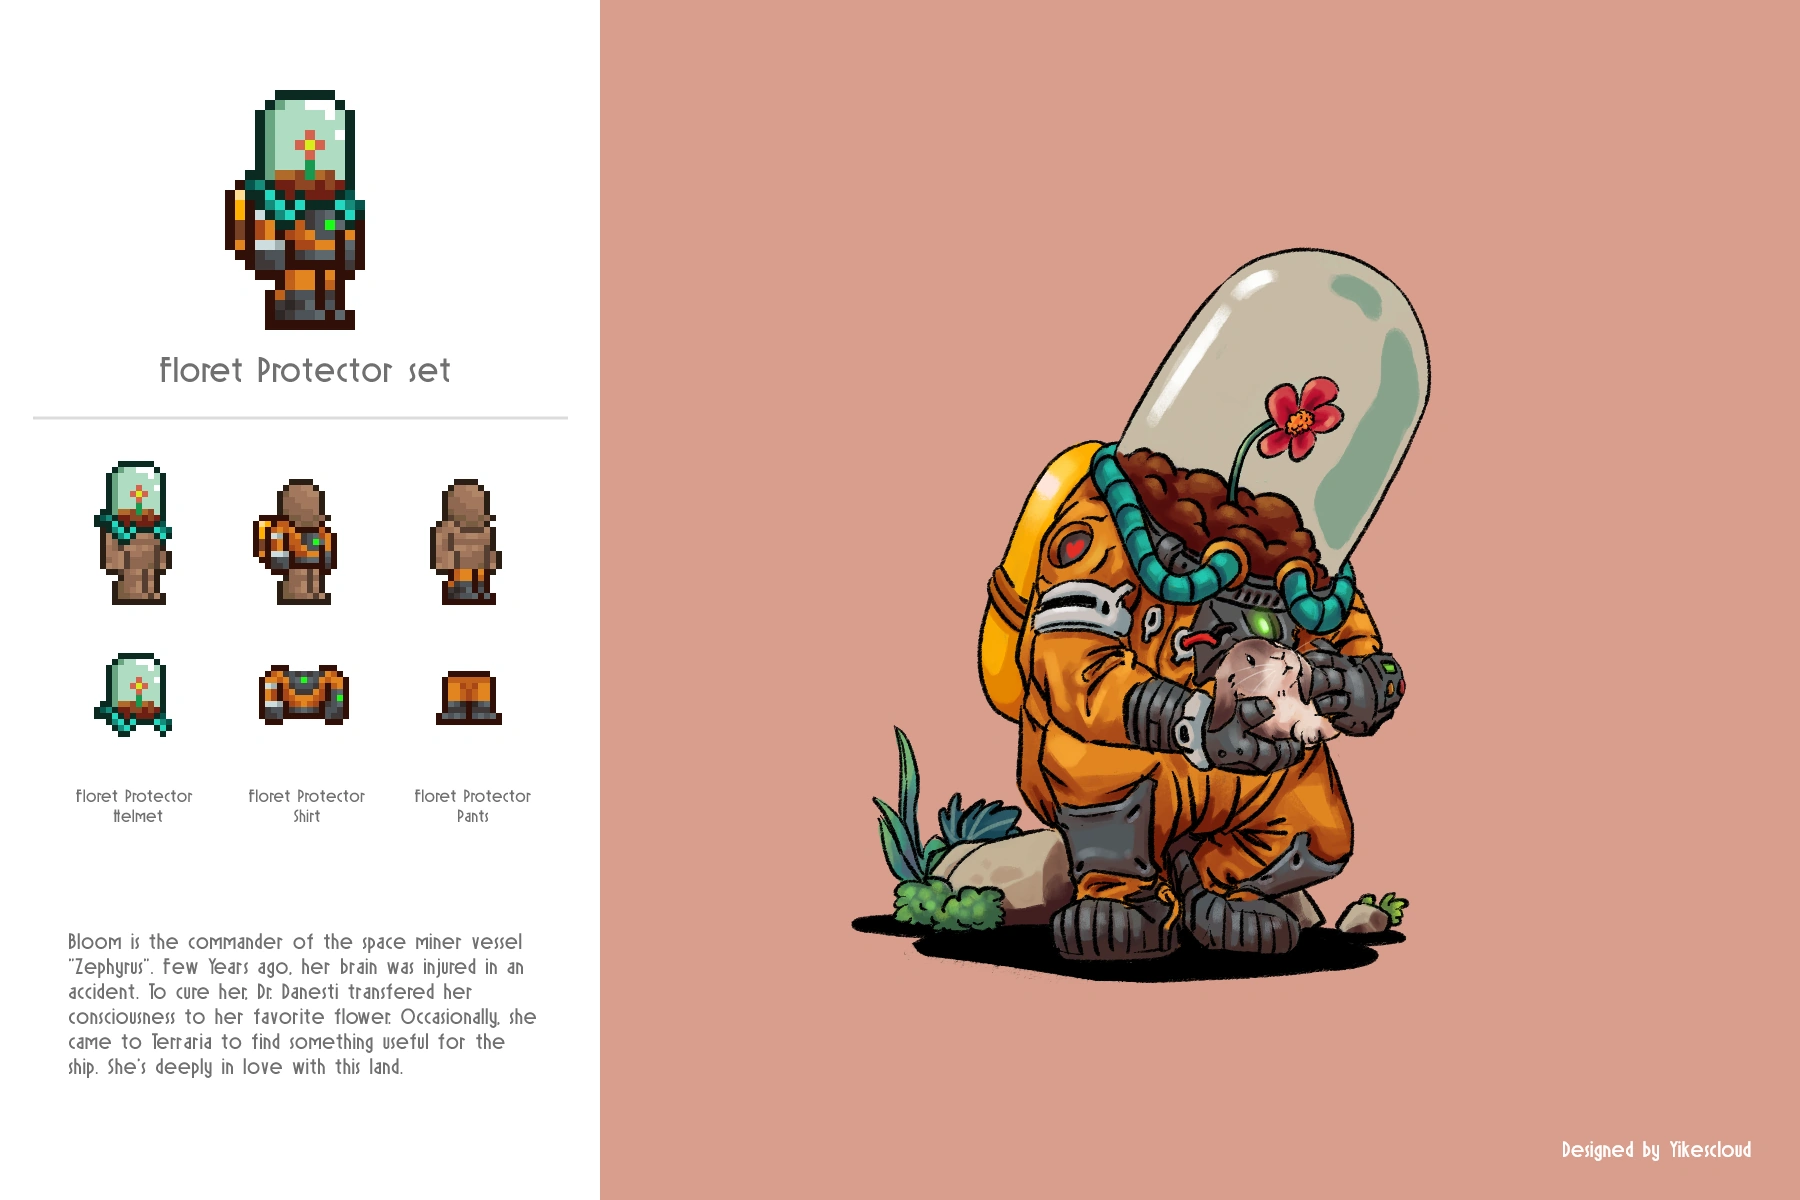 Floret Protector set
Floret Protector
Helmet
Floret Protector
Shirt
Floret Protector
Pants
Bloom is the commander of the space miner vessel
"Zephyrus". Few Years ago, her brain was injured in an
accident. To cure her, Dr. Danesti transfered her
consciousness to her favorite flower. Occasionally, she
came to Terraria to find something useful for the
ship. She's deeply in love with this land.
P
Designed by Yikescloud